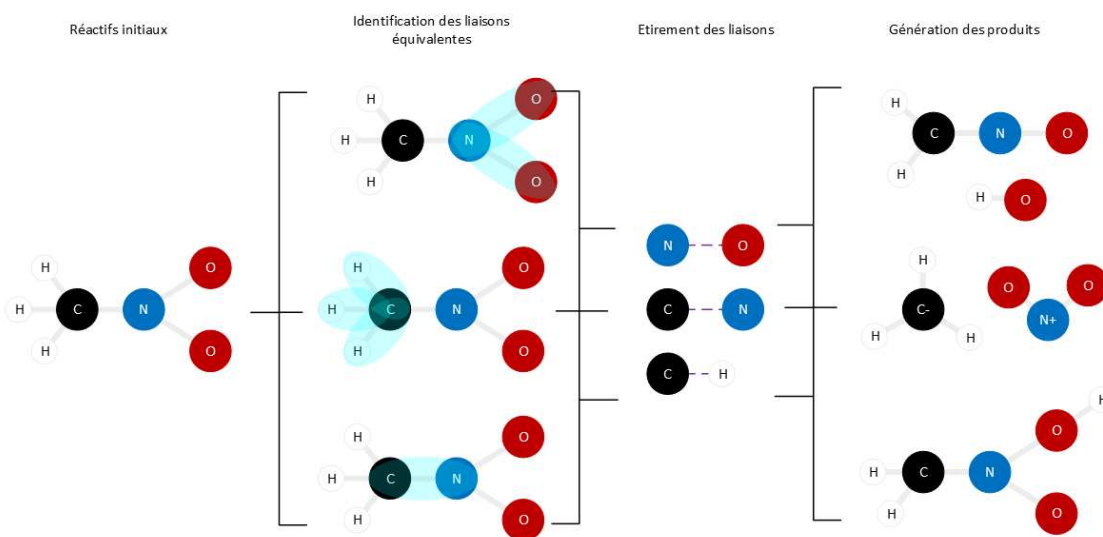 Réactifs initiaux
Identification des liaisons
équivalentes
Etirement des liaisons
Génération des produits
H O
H C N
H O
H O
H C N
H O
H O
H C N
H O
H O
H C N
H O
N O
C N
C H
H
C N O
H
H O
H
O O
C- N+
H H
H
O
H C N
H O